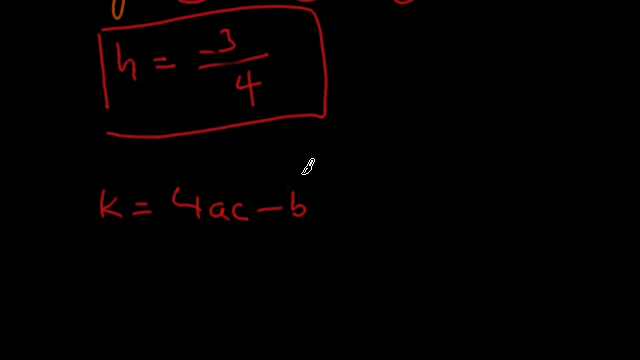 h = -3/4
k = 4ac - b